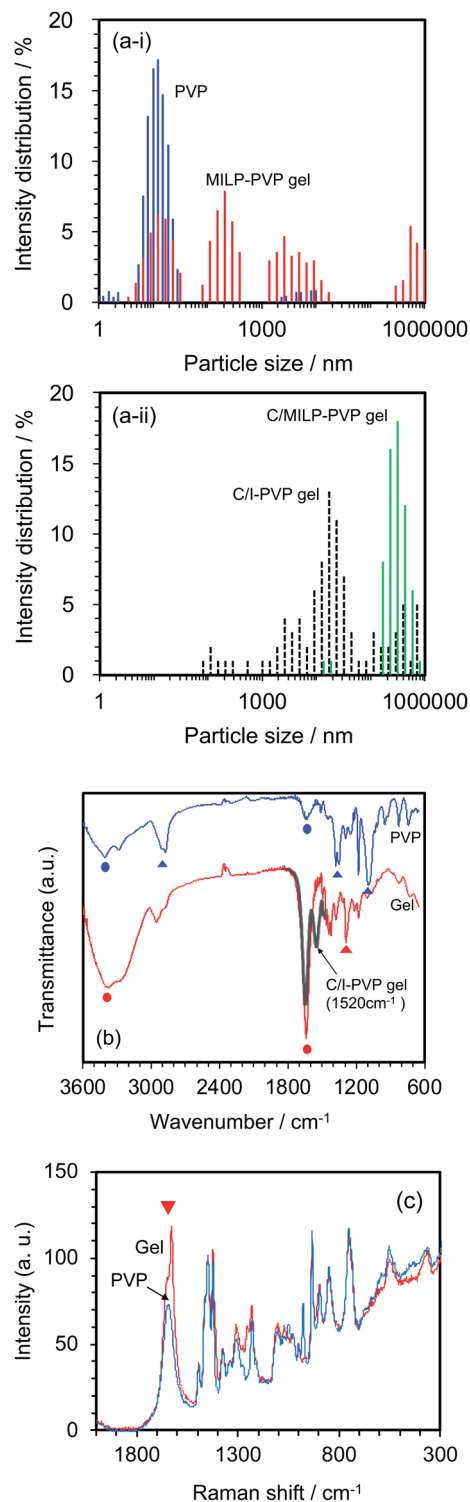 20
(a-i)
PVP
15
10
MILP-PVP gel
5
0
1
1000
1000000
Intensity distribution / %
Particle size / nm
20
(a-ii)
C/MILP-PVP gel
15
C/I-PVP gel
10
5
0
1
1000
1000000
Intensity distribution / %
Particle size / nm
Transmittance (a.u.)
PVP
Gel
C/I-PVP gel
(1520cm⁻¹ )
(b)
3600 3000 2400 1800 1200 600
Wavenumber / cm⁻¹
150
(c)
Gel
100
PVP
50
0
1800 1300 800 300
Intensity (a. u.)
Raman shift / cm⁻¹